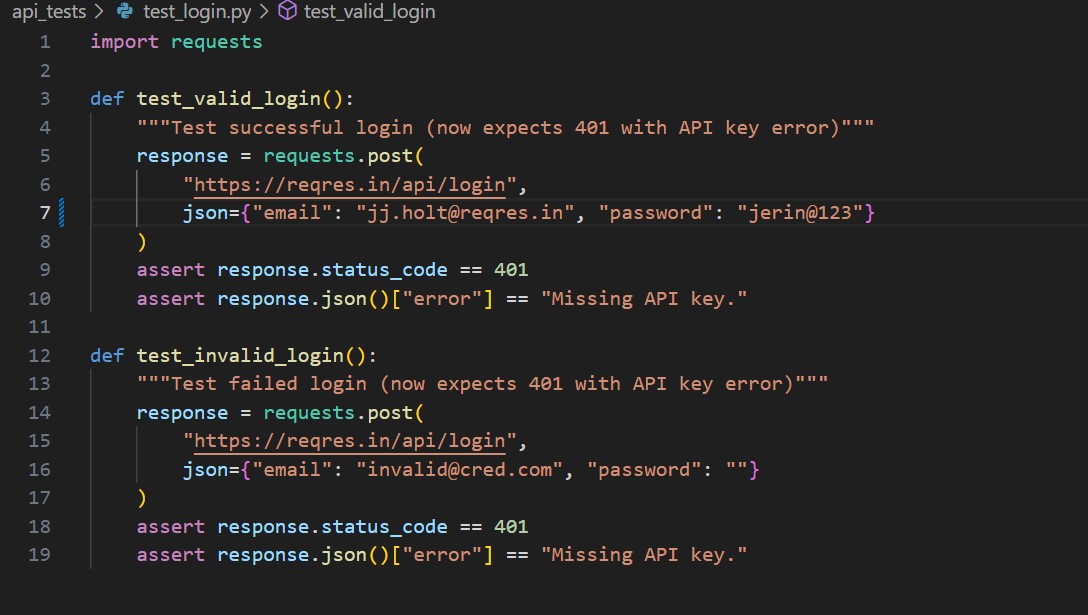 api_tests > test_login.py > test_valid_login
1 import requests
2
3 def test_valid_login():
4     """Test successful login (now expects 401 with API key error)"""
5     response = requests.post(
6         "https://reqres.in/api/login",
7         json={"email": "jj.holt@reqres.in", "password": "jerin@123"}
8     )
9     assert response.status_code == 401
10     assert response.json()["error"] == "Missing API key."
11
12 def test_invalid_login():
13     """Test failed login (now expects 401 with API key error)"""
14     response = requests.post(
15         "https://reqres.in/api/login",
16         json={"email": "invalid@cred.com", "password": ""}
17     )
18     assert response.status_code == 401
19     assert response.json()["error"] == "Missing API key."